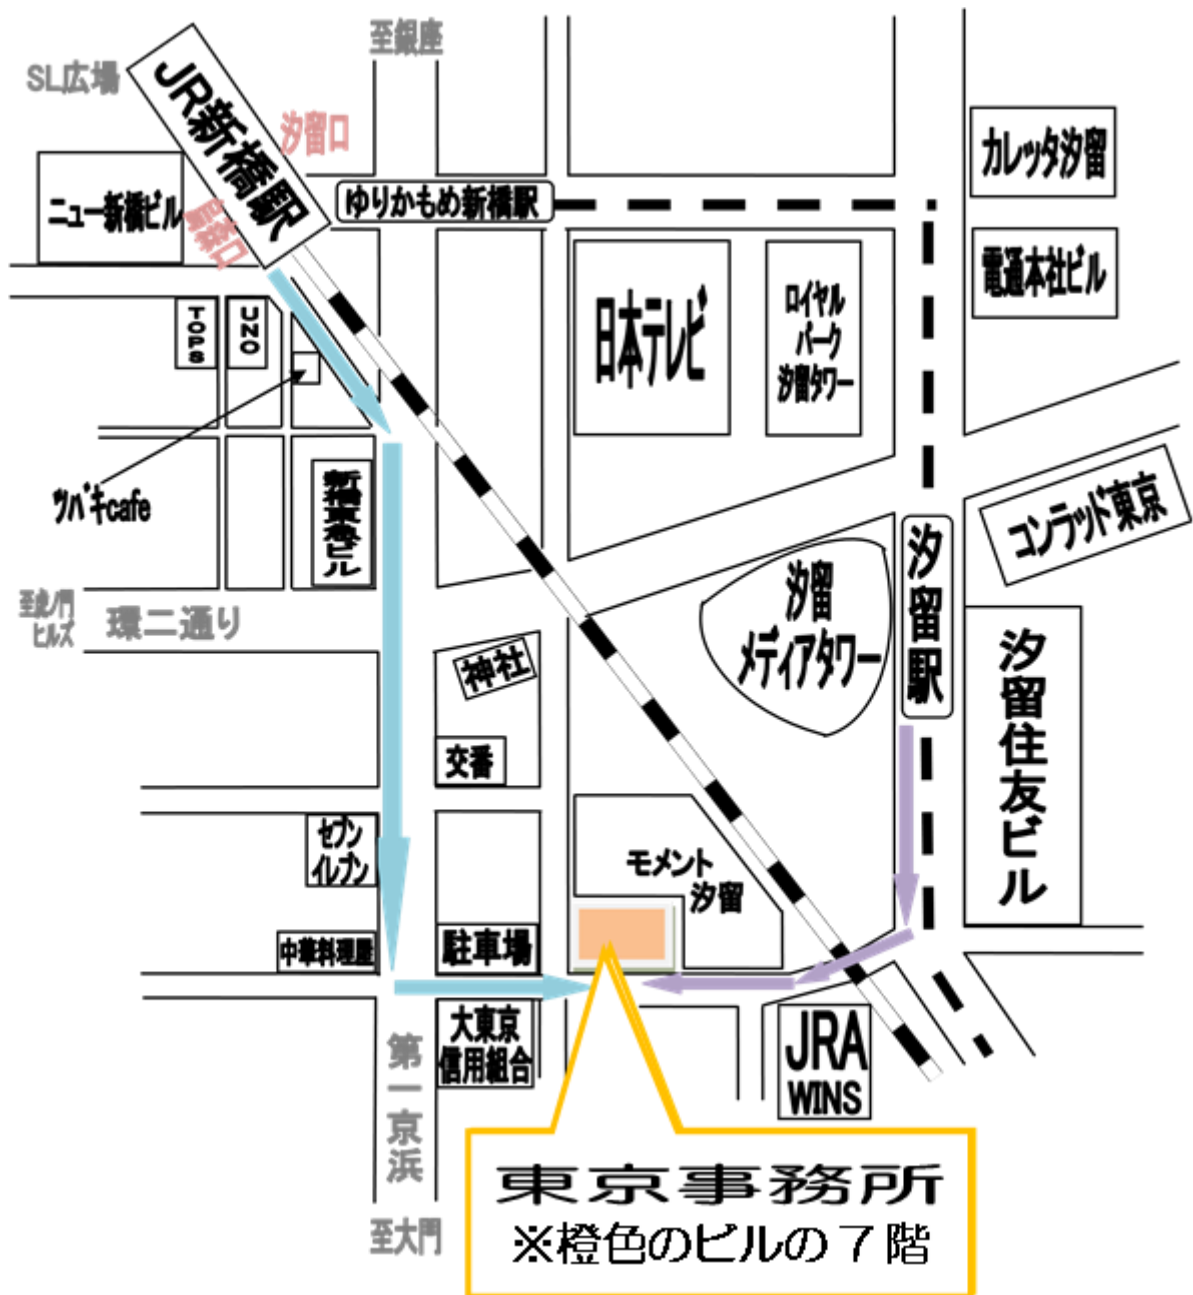 至銀座
SL広場
JR新橋駅
汐留口
カレッタ汐留
ニュー新橋ビル
ゆりかもめ新橋駅
烏森口
電通本社ビル
TOPS
UNO
日本テレビ
ロイヤル
パーク
汐留タワー
ツバキcafe
新橋東急ビル
コンラッド東京
汐留駅
汐留
メディアタワー
至虎ノ門
ヒルズ
環二通り
神社
汐留住友ビル
交番
セブン
イレブン
モメント
汐留
中華料理屋
駐車場
大東京
信用組合
JRA
WINS
第一京浜
東京事務所
※橙色のビルの７階
至大門